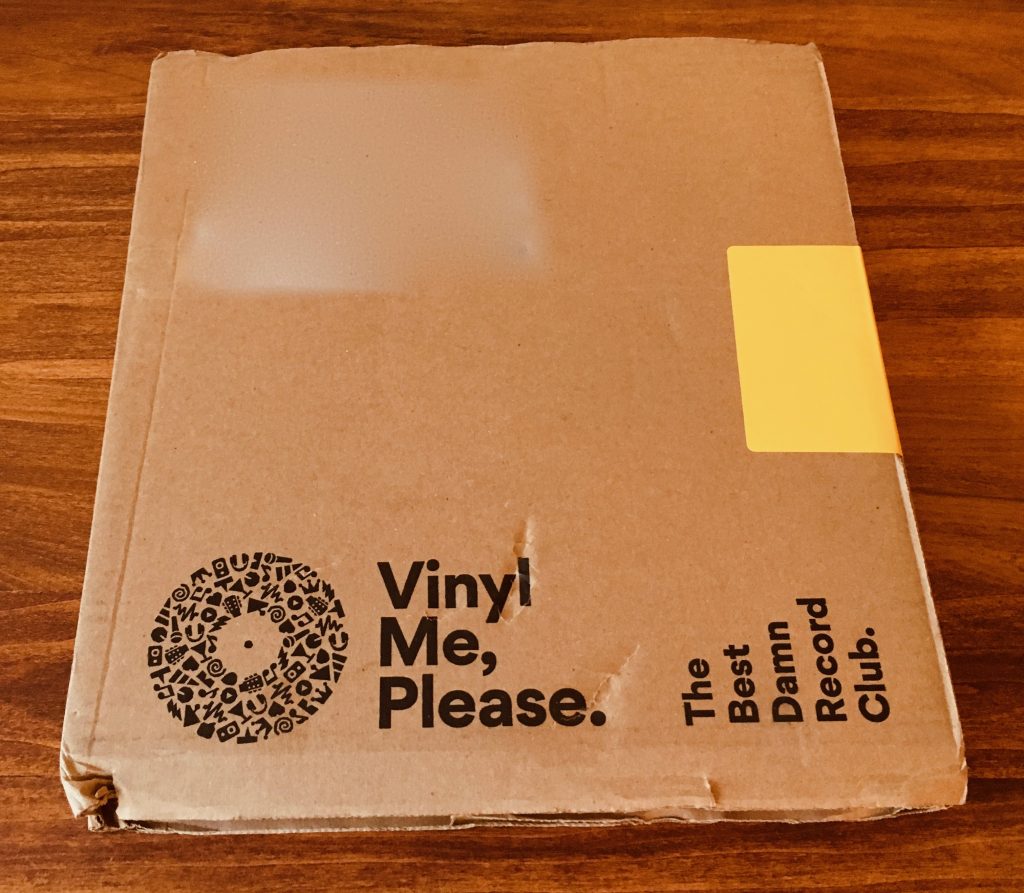 Vinyl
Me,
Please.
The
Best
Damn
Record
Club.